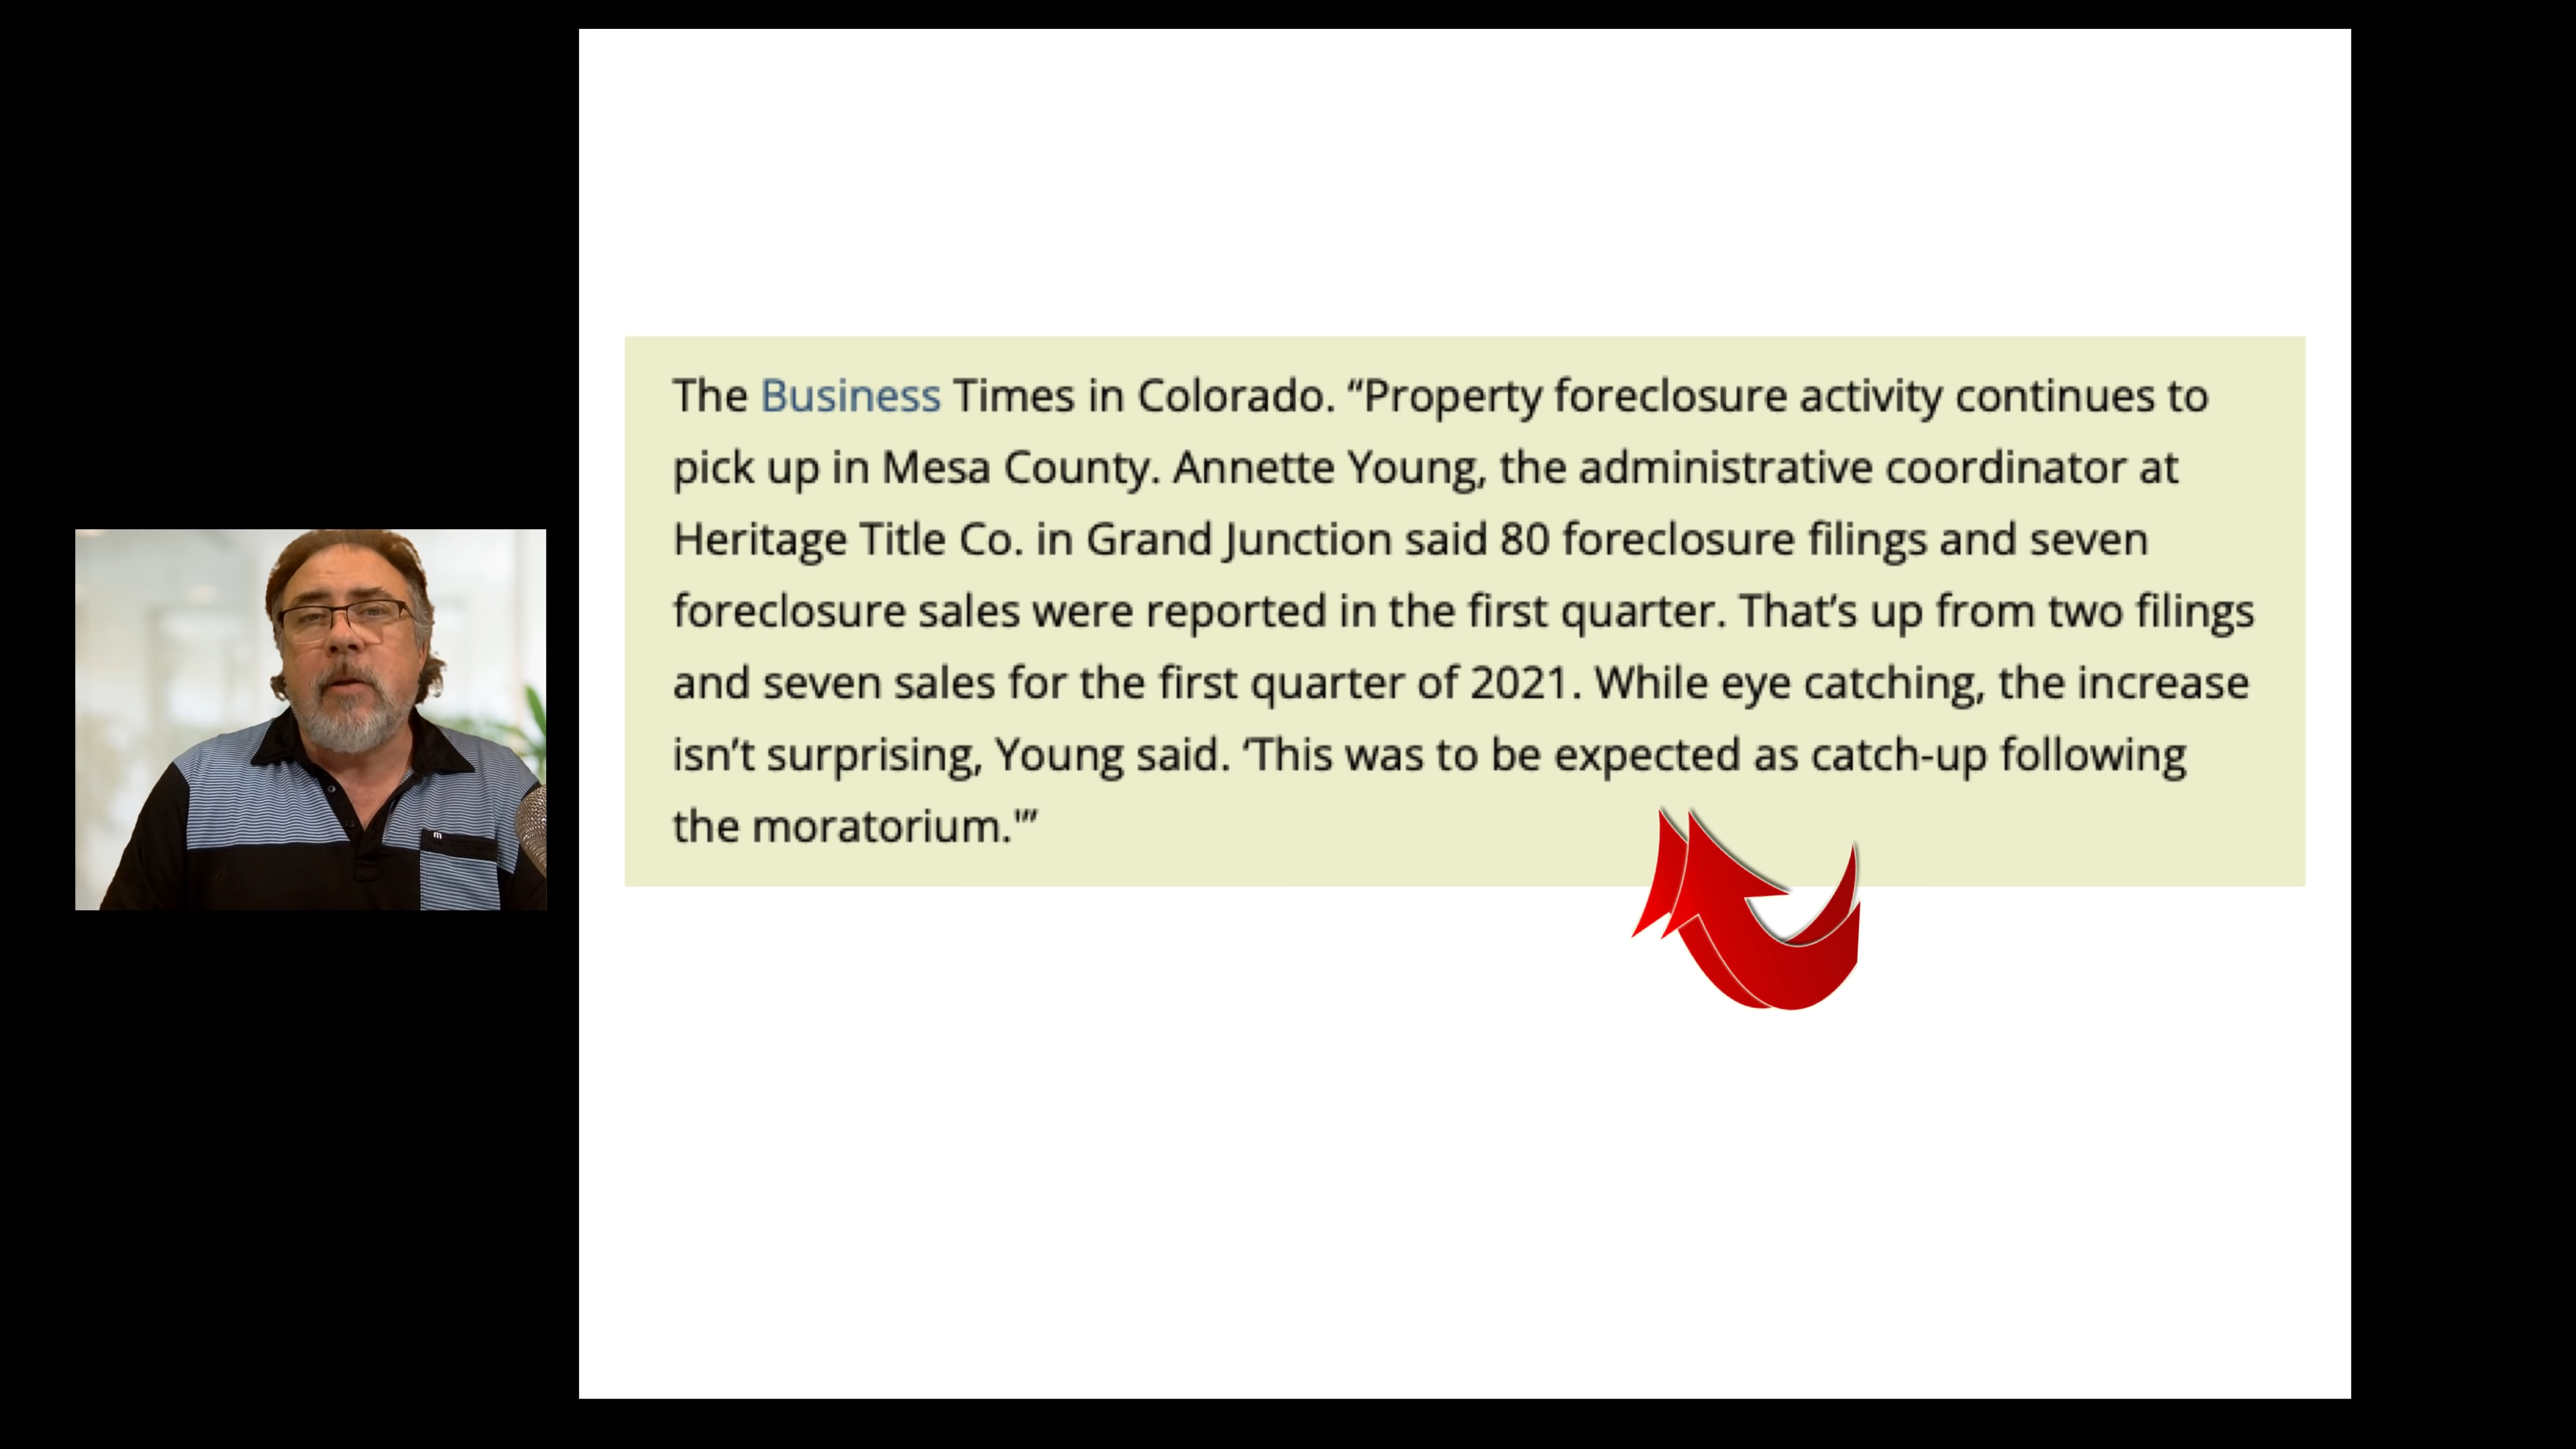 The Business Times in Colorado. “Property foreclosure activity continues to
pick up in Mesa County. Annette Young, the administrative coordinator at
Heritage Title Co. in Grand Junction said 80 foreclosure filings and seven
foreclosure sales were reported in the first quarter. That’s up from two filings
and seven sales for the first quarter of 2021. While eye catching, the increase
isn’t surprising, Young said. ‘This was to be expected as catch-up following
the moratorium.'”
m